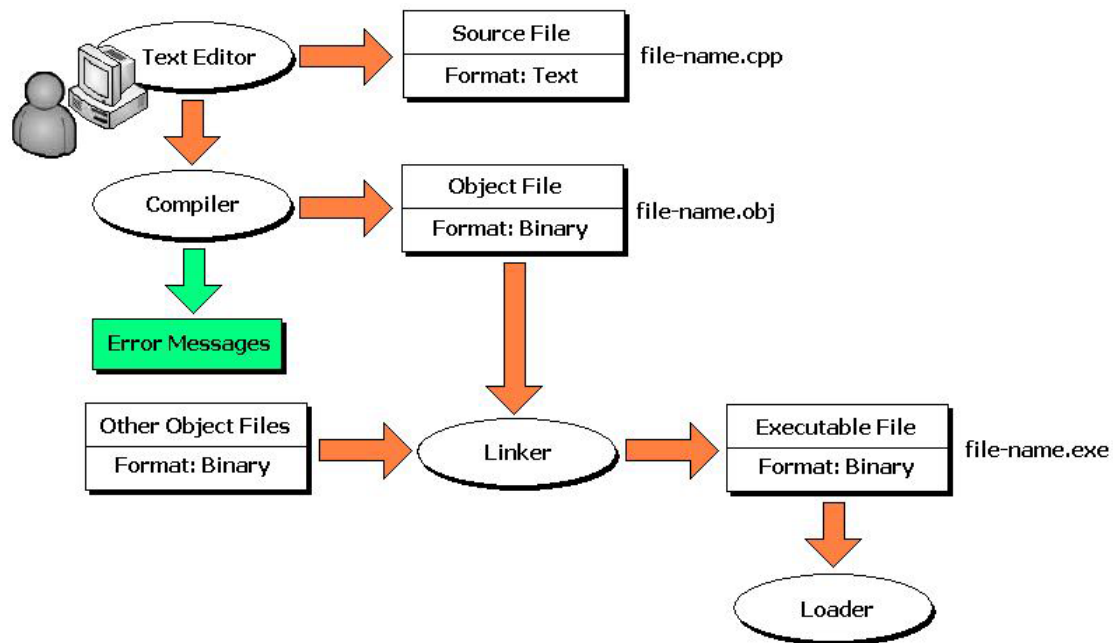 Text Editor
Source File
Format: Text
file-name.cpp
Compiler
Object File
Format: Binary
file-name.obj
Error Messages
Other Object Files
Format: Binary
Linker
Executable File
Format: Binary
file-name.exe
Loader